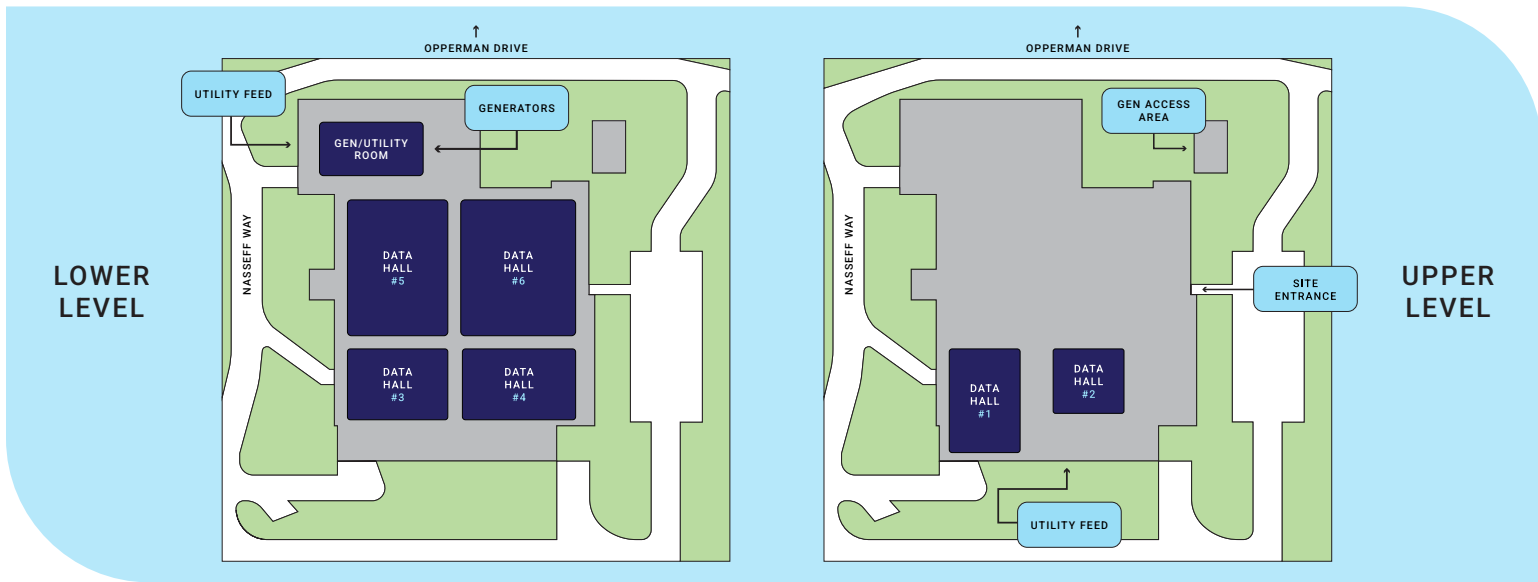 OPPERMAN DRIVE
UTILITY FEED
GENERATORS
GEN/UTILITY
ROOM
NASSEFF WAY
DATA
HALL
#5
DATA
HALL
#6
LOWER
LEVEL
DATA
HALL
#3
DATA
HALL
#4
OPPERMAN DRIVE
GEN ACCESS
AREA
NASSEFF WAY
SITE
ENTRANCE
UPPER
LEVEL
DATA
HALL
#1
DATA
HALL
#2
UTILITY FEED